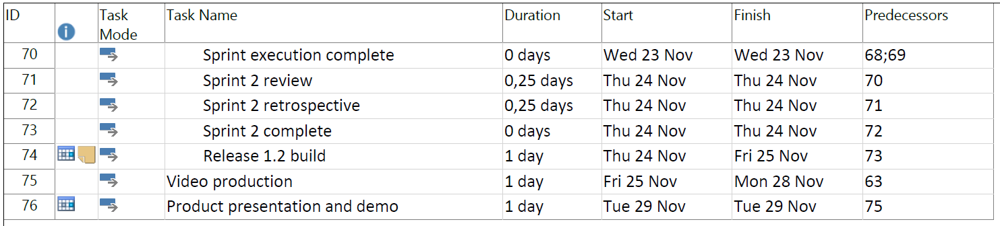 ID Task Mode Task Name Duration Start Finish Predecessors
70 Sprint execution complete 0 days Wed 23 Nov Wed 23 Nov 68;69
71 Sprint 2 review 0,25 days Thu 24 Nov Thu 24 Nov 70
72 Sprint 2 retrospective 0,25 days Thu 24 Nov Thu 24 Nov 71
73 Sprint 2 complete 0 days Thu 24 Nov Thu 24 Nov 72
74 Release 1.2 build 1 day Thu 24 Nov Fri 25 Nov 73
75 Video production 1 day Fri 25 Nov Mon 28 Nov 63
76 Product presentation and demo 1 day Tue 29 Nov Tue 29 Nov 75